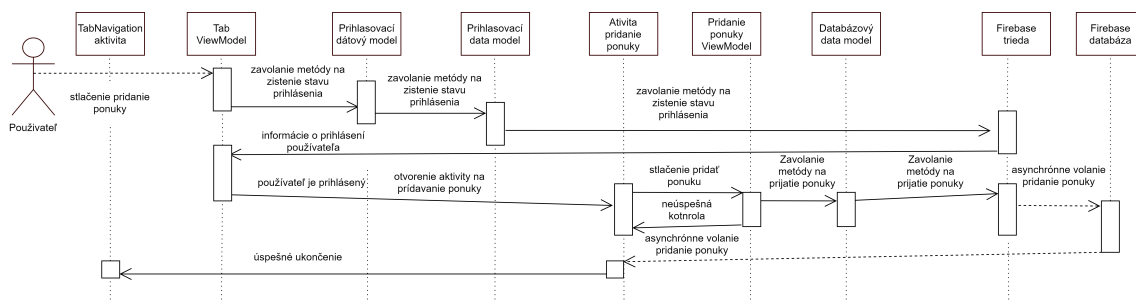 TabNavigation
aktivita
Tab
ViewModel
Prihlasovací
dátový model
Prihlasovací
data model
Ativita
pridanie
ponuky
Pridanie
ponuky
ViewModel
Databázový
data model
Firebase
trieda
Firebase
databáza
Používateľ
stlačenie pridanie
ponuky
zavolanie metódy na
zistenie stavu
prihlásenia
zavolanie metódy na
zistenie stavu
prihlásenia
zavolanie metódy na
zistenie stavu
prihlásenia
informácie o prihlásení
používateľa
používateľ je prihlásený
otvorenie aktivity na
prídavanie ponuky
stlačenie pridať
ponuku
Zavolanie
metódy na
prijatie ponuky
Zavolanie
metódy na
prijatie ponuky
asynchrónne volanie
pridanie ponuky
neúspešná
kotnrola
asynchrónne volanie
pridanie ponuky
úspešné ukončenie